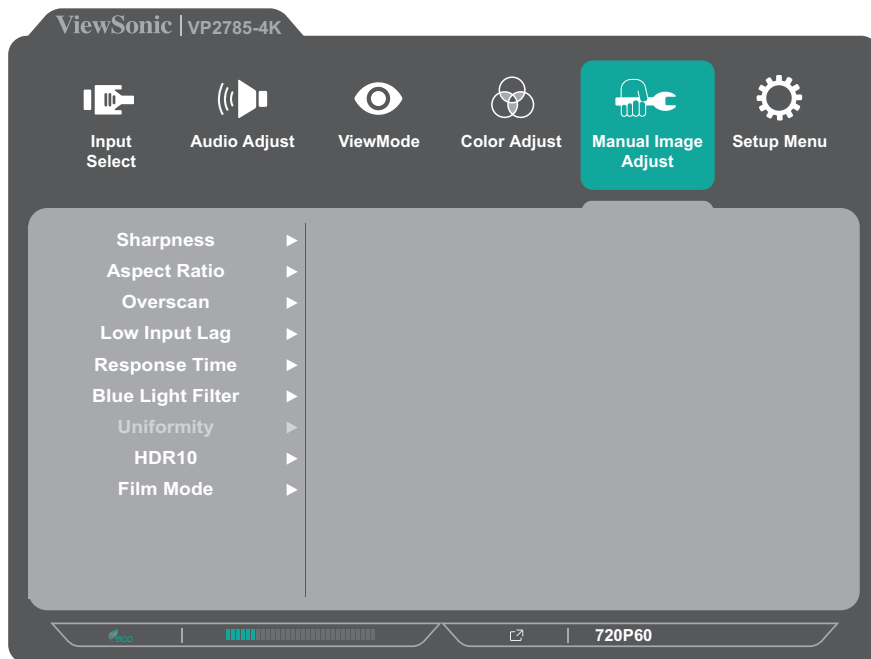 ViewSonic | VP2785-4K
Input
Select
Audio Adjust
ViewMode
Color Adjust
Manual Image
Adjust
Setup Menu
Sharpness
Aspect Ratio
Overscan
Low Input Lag
Response Time
Blue Light Filter
Uniformity
HDR10
Film Mode
eco
720P60